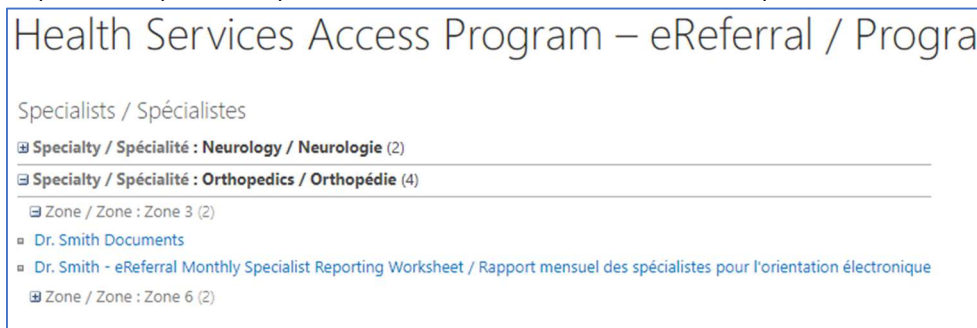 Health Services Access Program – eReferral / Progra
Specialists / Spécialistes
Specialty / Spécialité : Neurology / Neurologie (2)
Specialty / Spécialité : Orthopedics / Orthopédie (4)
Zone / Zone : Zone 3 (2)
Dr. Smith Documents
Dr. Smith - eReferral Monthly Specialist Reporting Worksheet / Rapport mensuel des spécialistes pour l'orientation électronique
Zone / Zone : Zone 6 (2)